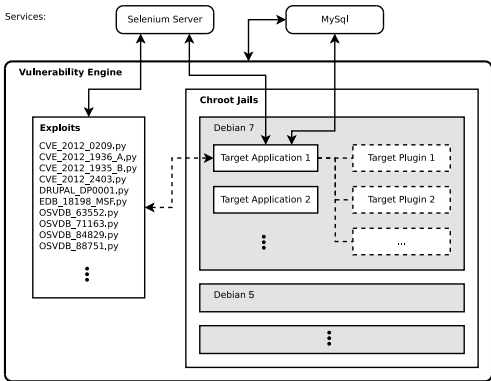 Services:
Selenium Server
MySql
Vulnerability Engine
Exploits
CVE_2012_0209.py
CVE_2012_1936_A.py
CVE_2012_1935_B.py
CVE_2012_2403.py
DRUPAL_DP0001.py
EDB_18198_MSF.py
OSVDB_63552.py
OSVDB_71163.py
OSVDB_84829.py
OSVDB_88751.py
Chroot Jails
Debian 7
Target Application 1
Target Plugin 1
Target Application 2
Target Plugin 2
...
Debian 5